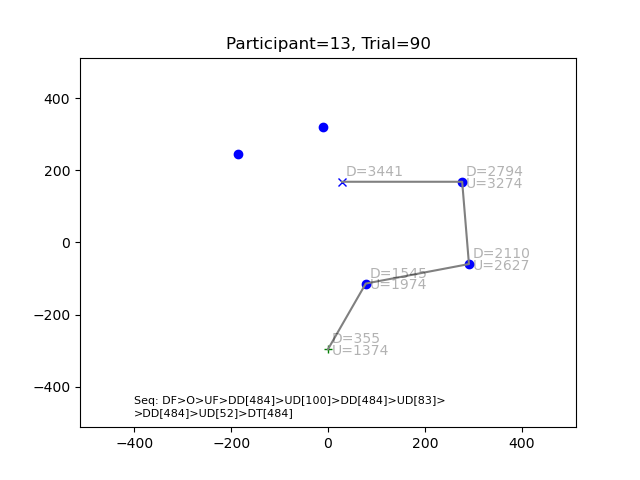 Participant=13, Trial=90
400
200
0
−200
−400
D=3441
D=2794
U=3274
D=2110
U=2627
D=1545
U=1974
D=355
U=1374
Seq: DF>O>UF>DD[484]>UD[100]>DD[484]>UD[83]>
>DD[484]>UD[52]>DT[484]
−400 −200 0 200 400